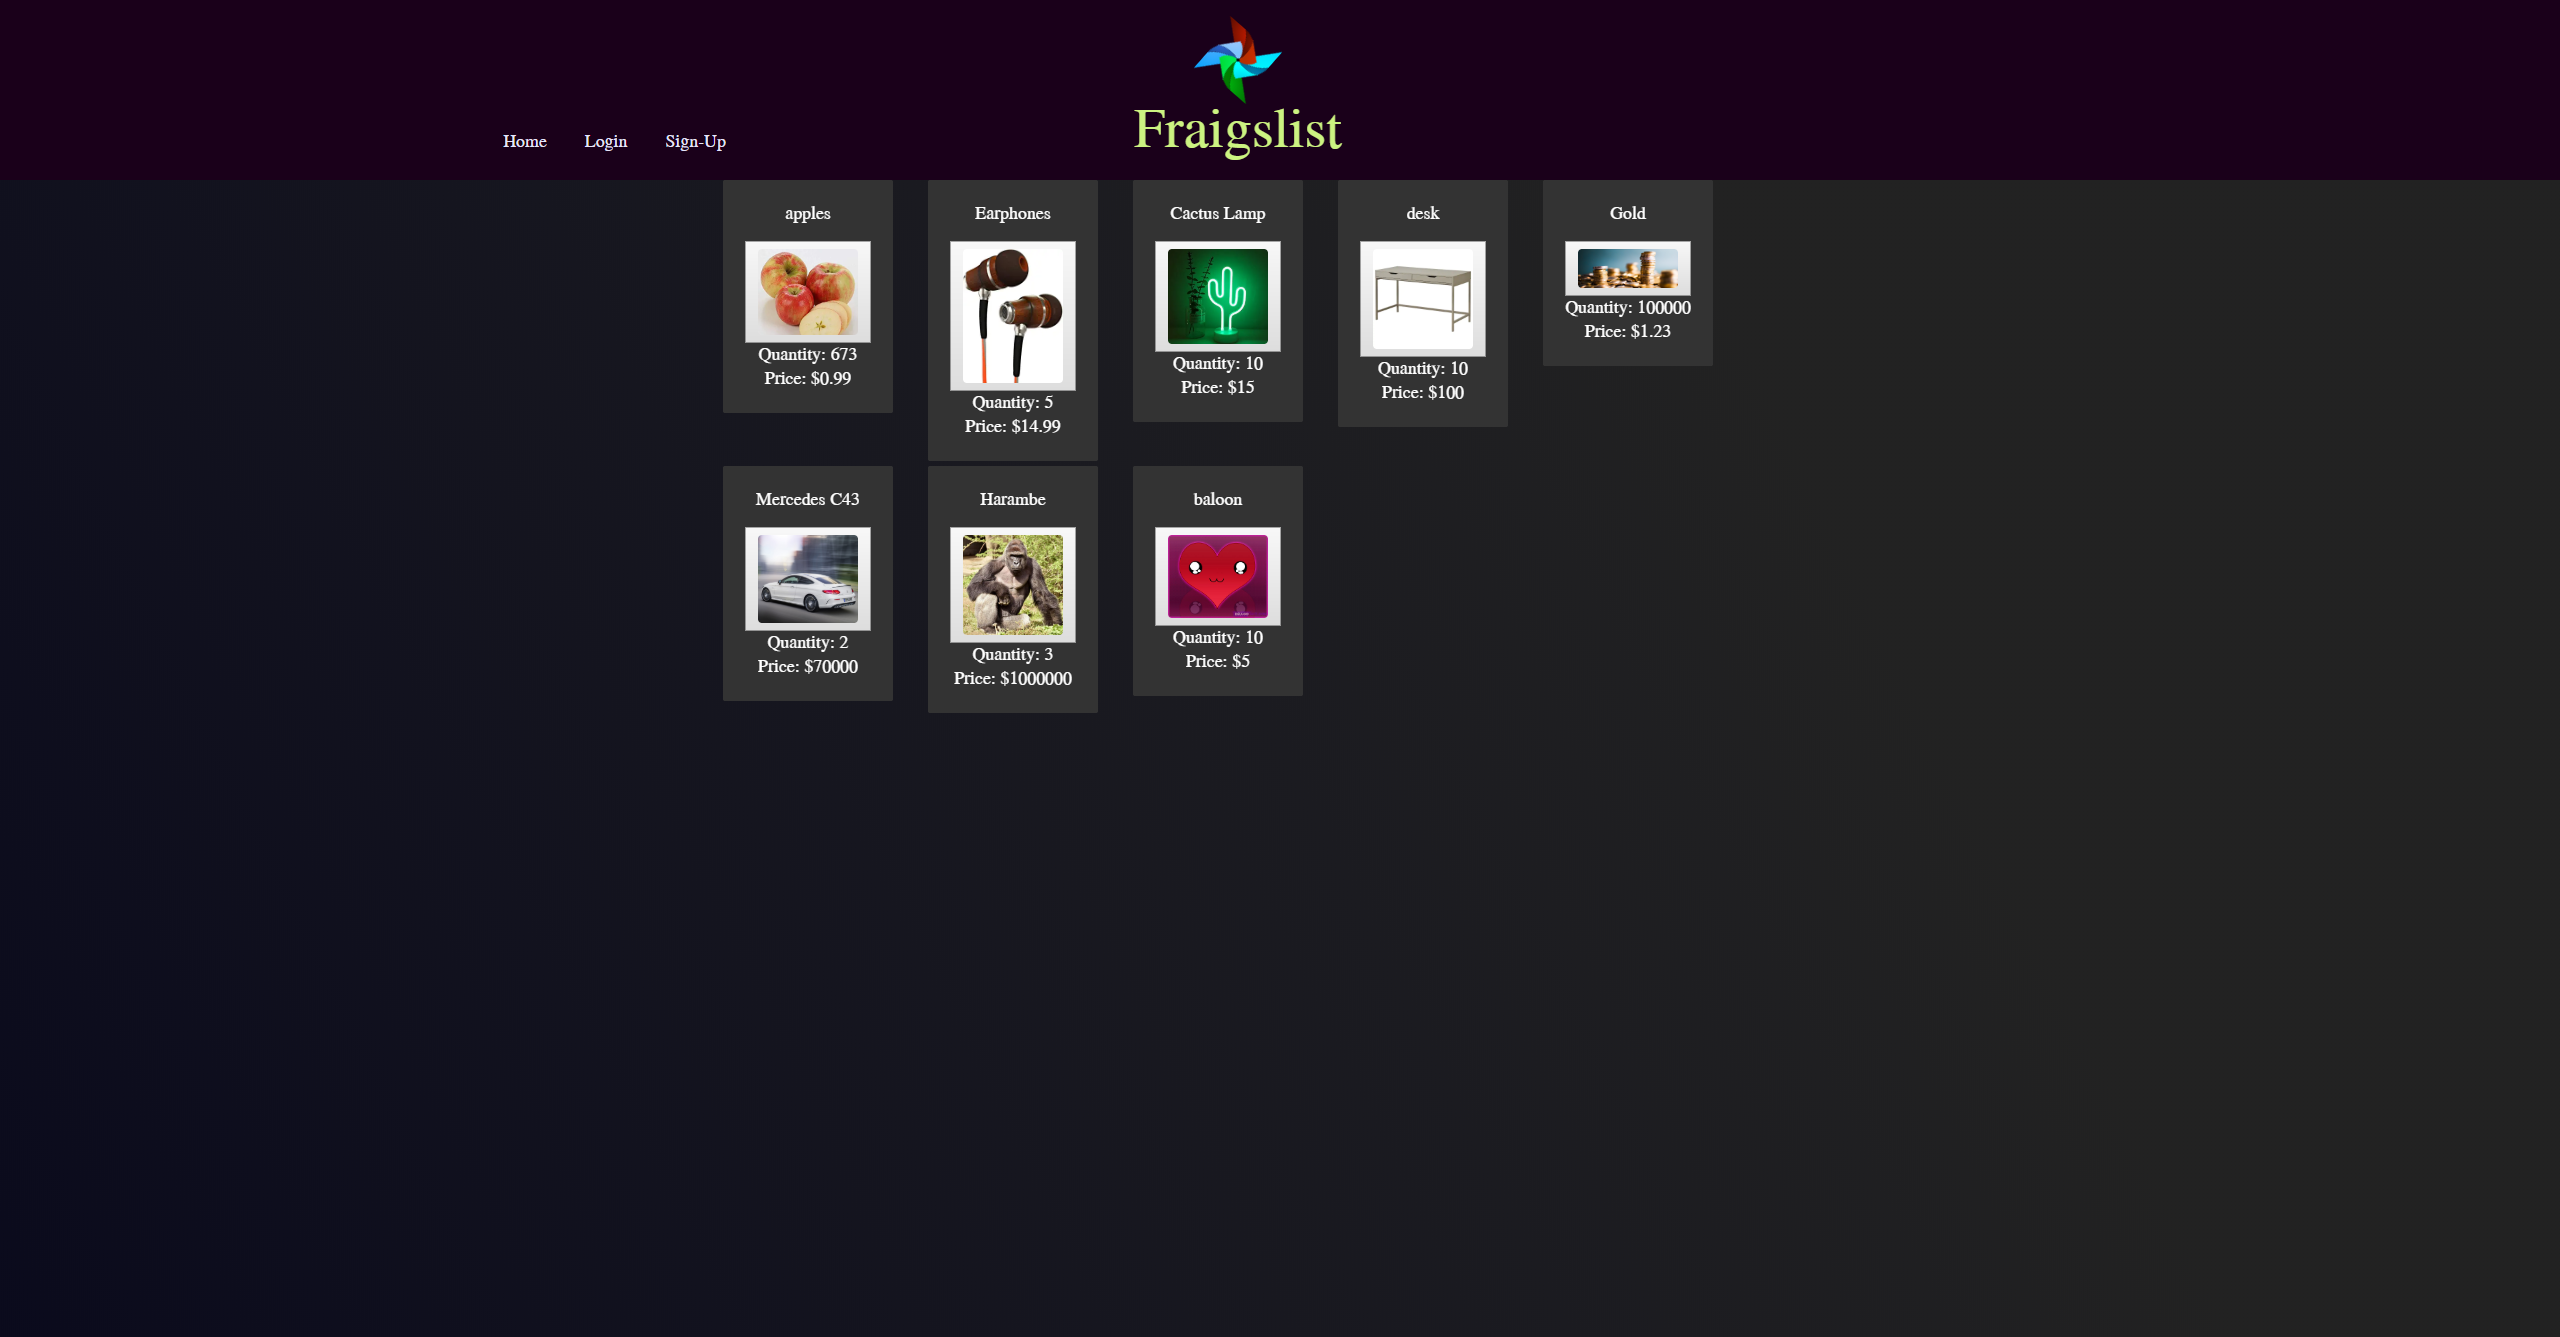 Fraigslist
Home
Login
Sign-Up
apples
Quantity: 673
Price: $0.99
Earphones
Quantity: 5
Price: $14.99
Cactus Lamp
Quantity: 10
Price: $15
desk
Quantity: 10
Price: $100
Gold
Quantity: 100000
Price: $1.23
Mercedes C43
Quantity: 2
Price: $70000
Harambe
Quantity: 3
Price: $1000000
baloon
Quantity: 10
Price: $5